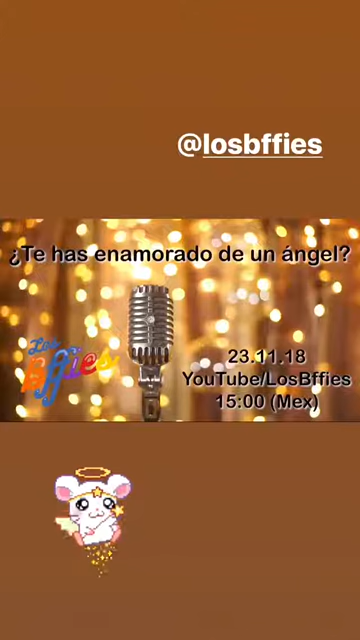 @losbffies
¿Te has enamorado de un ángel?
Los
Bffies
23.11.18
YouTube/LosBffies
15:00 (Mex)